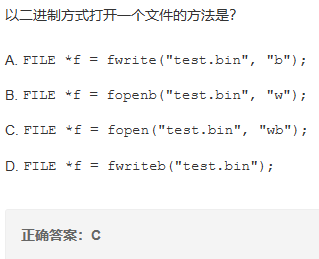 以二进制方式打开一个文件的方法是?
A. FILE *f = fwrite("test.bin", "b");
B. FILE *f = fopenb("test.bin", "w");
C. FILE *f = fopen("test.bin", "wb");
D. FILE *f = fwriteb("test.bin");
正确答案：C